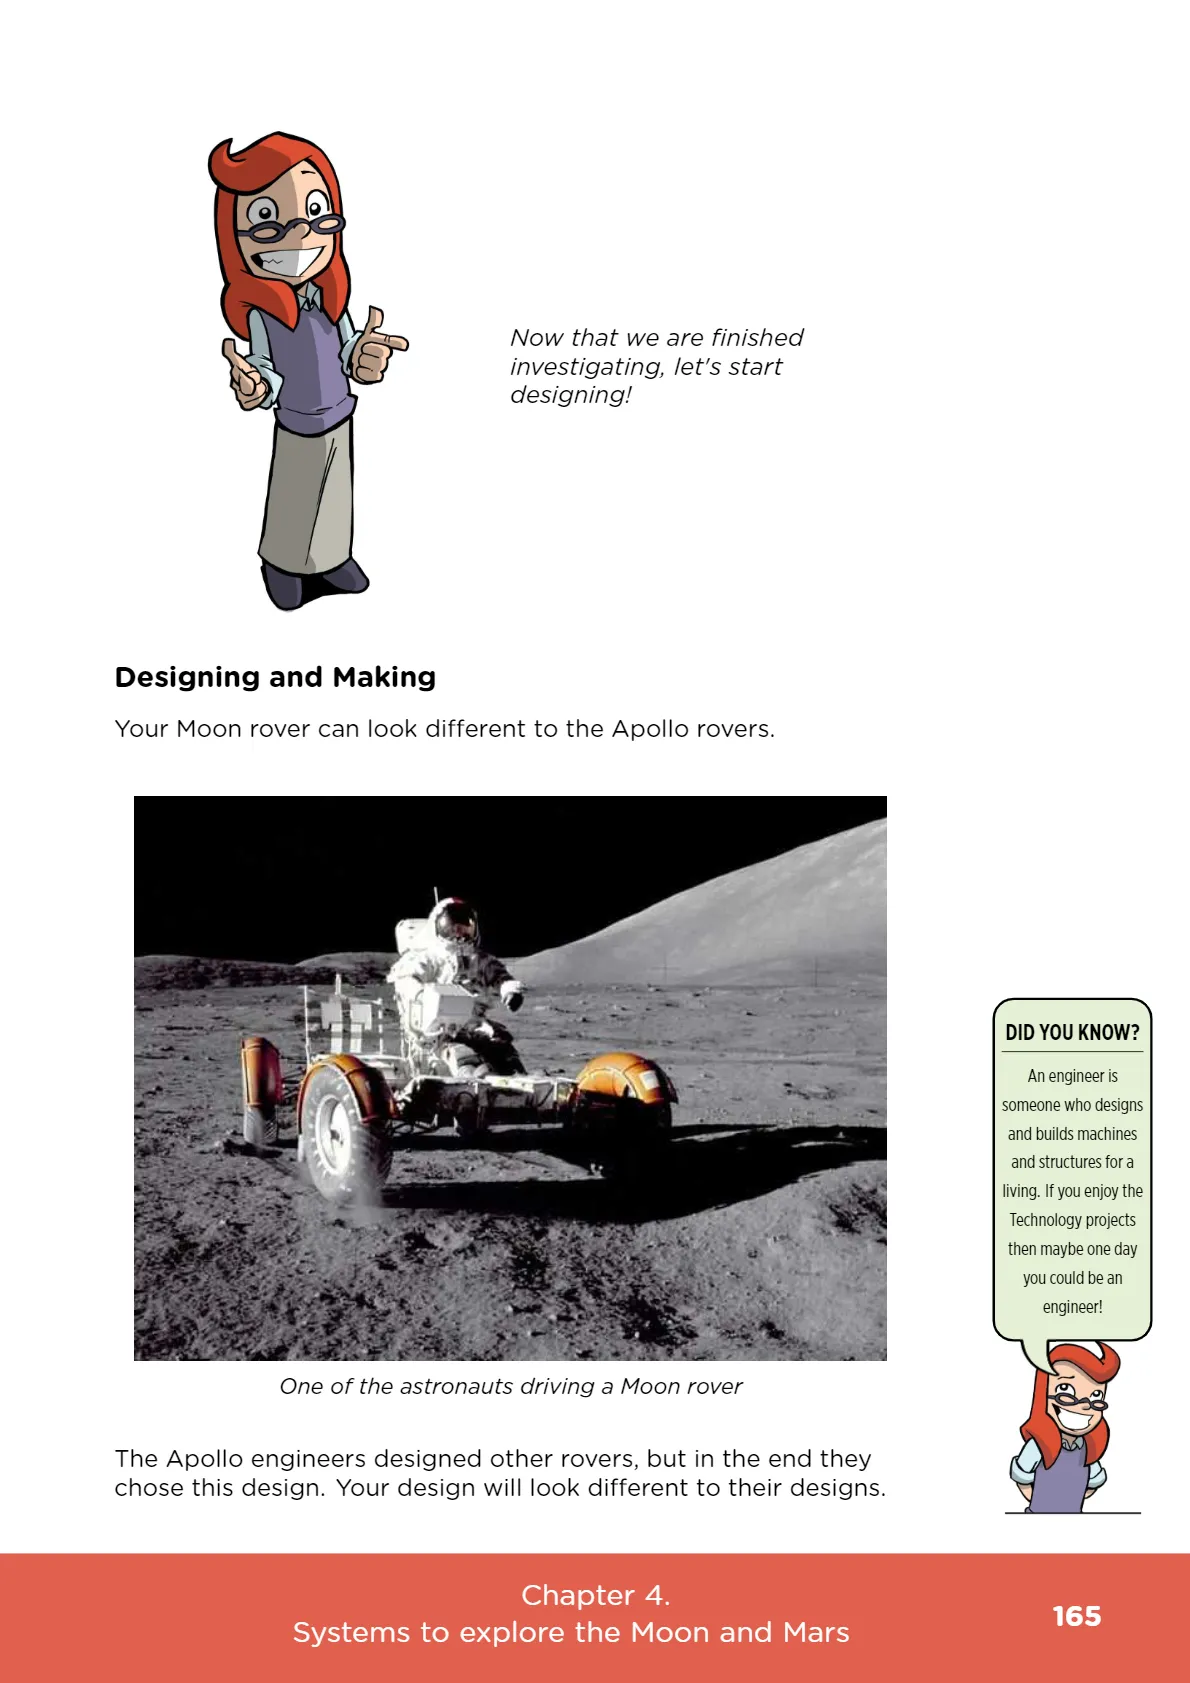 Now that we are finished
investigating, let's start
designing!
Designing and Making
Your Moon rover can look different to the Apollo rovers.
One of the astronauts driving a Moon rover
The Apollo engineers designed other rovers, but in the end they
chose this design. Your design will look different to their designs.
DID YOU KNOW?
An engineer is
someone who designs
and builds machines
and structures for a
living. If you enjoy the
Technology projects
then maybe one day
you could be an
engineer!
Chapter 4.
Systems to explore the Moon and Mars
165